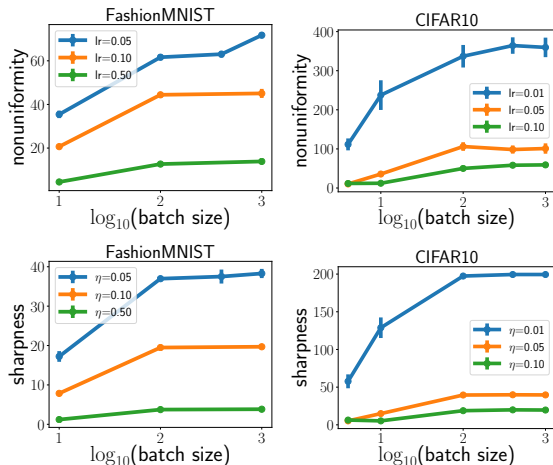 FashionMNIST
nonuniformity
60
40
20
lr=0.05
lr=0.10
lr=0.50
1 2 3
log10(batch size)
CIFAR10
400
300
200
100
0
lr=0.01
lr=0.05
lr=0.10
1 2 3
log10(batch size)
FashionMNIST
sharpness
40
30
20
10
0
η=0.05
η=0.10
η=0.50
1 2 3
log10(batch size)
CIFAR10
200
150
100
50
0
η=0.01
η=0.05
η=0.10
1 2 3
log10(batch size)